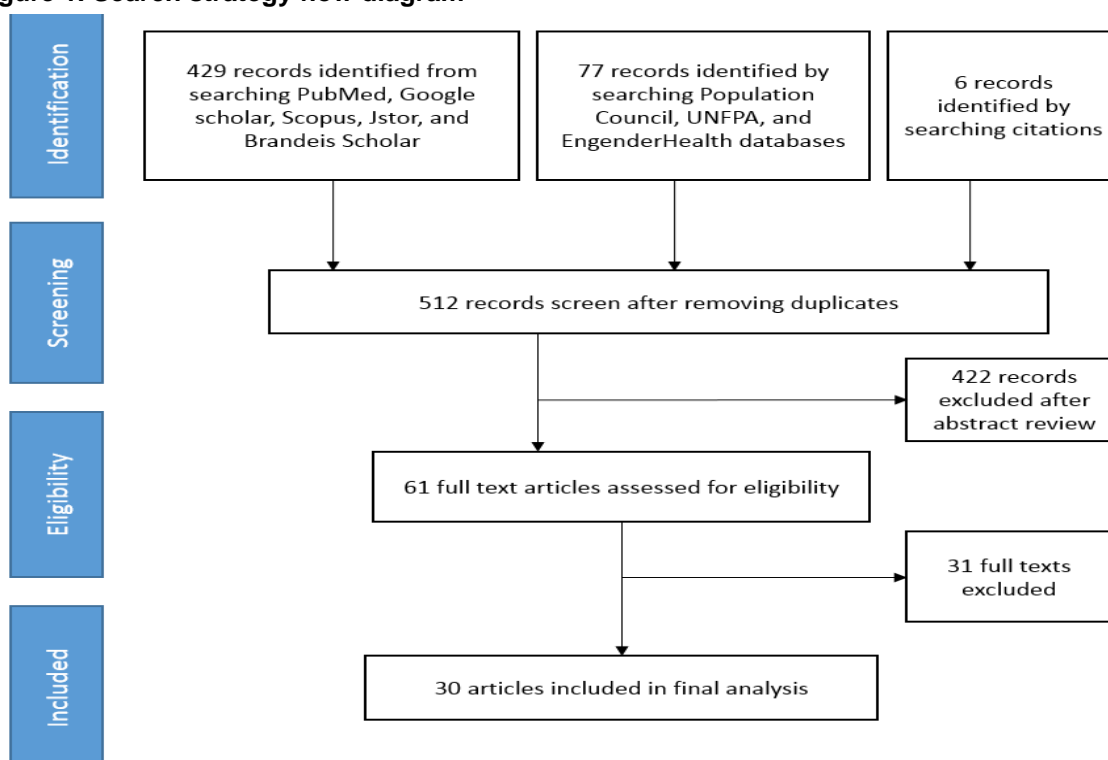 Identification
429 records identified from
searching PubMed, Google
scholar, Scopus, Jstor, and
Brandeis Scholar
77 records identified by
searching Population
Council, UNFPA, and
EngenderHealth databases
6 records
identified by
searching citations
Screening
512 records screen after removing duplicates
422 records
excluded after
abstract review
Eligibility
61 full text articles assessed for eligibility
31 full texts
excluded
Included
30 articles included in final analysis